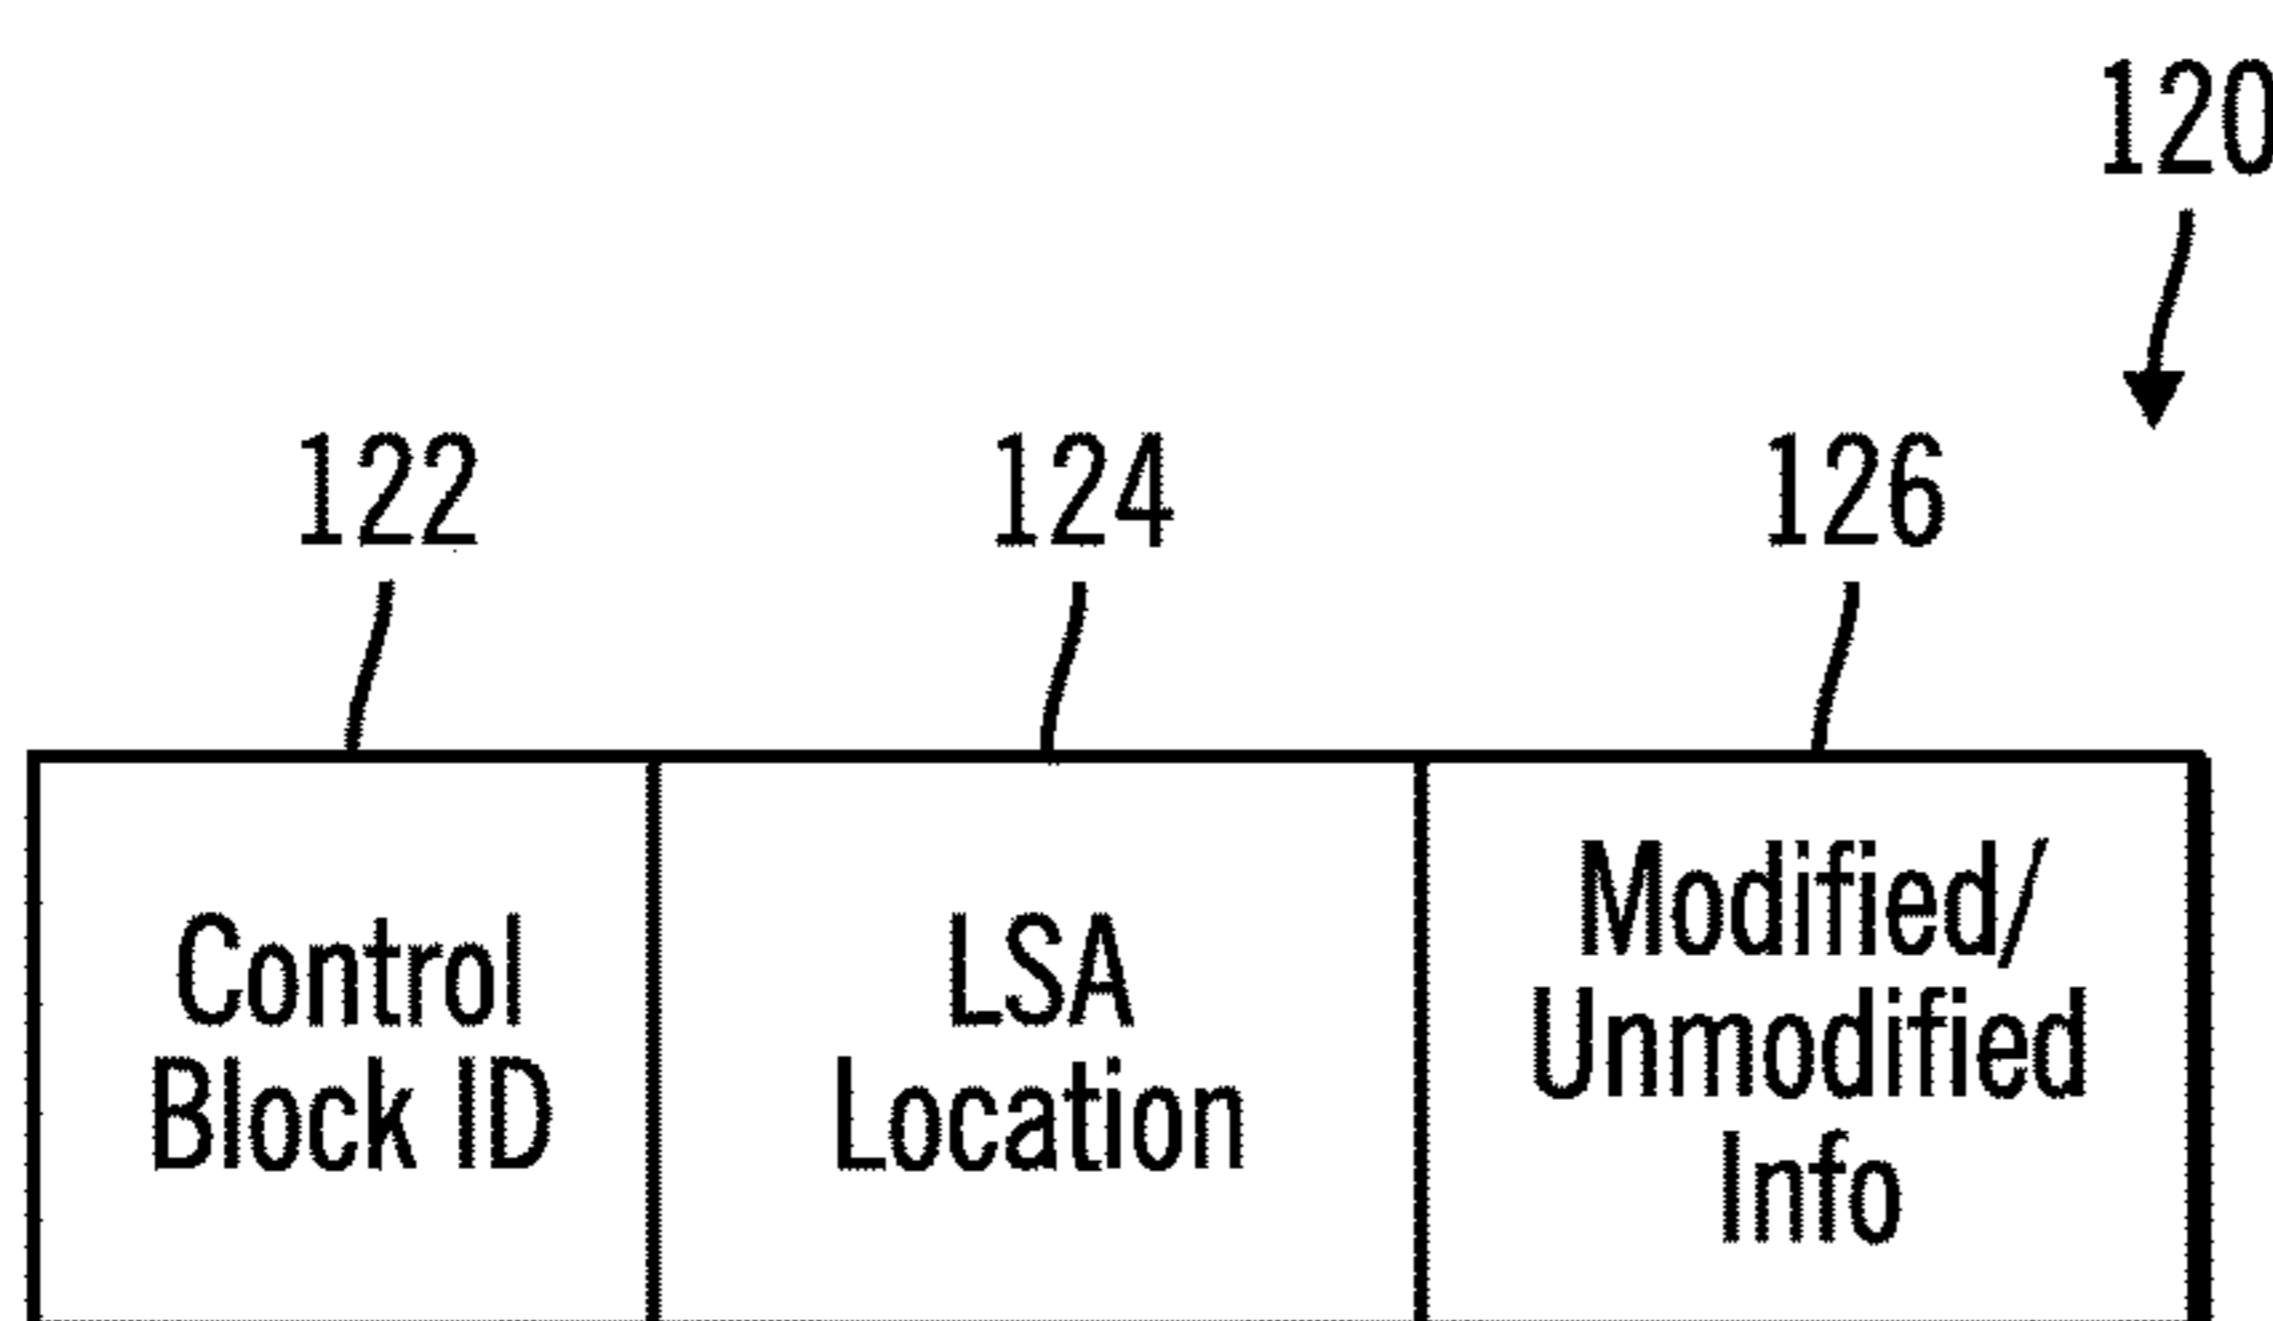 120
122 124 126
Control
Block ID
LSA
Location
Modified/
Unmodified
Info